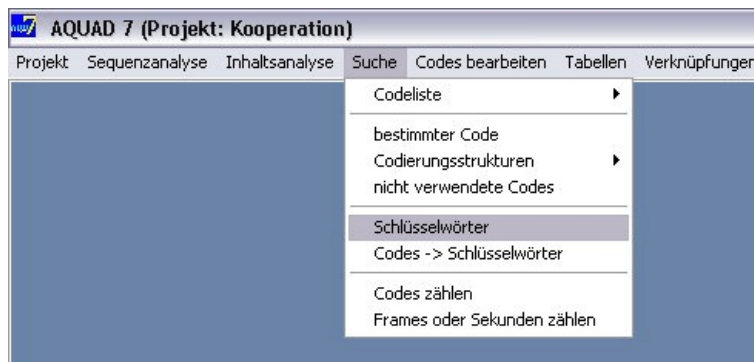 AQUAD 7 (Projekt: Kooperation)
Projekt Sequenzanalyse Inhaltsanalyse Suche Codes bearbeiten Tabellen Verknüpfungen
Codeliste
bestimmter Code
Codierungsstrukturen
nicht verwendete Codes
Schlüsselwörter
Codes -> Schlüsselwörter
Codes zählen
Frames oder Sekunden zählen